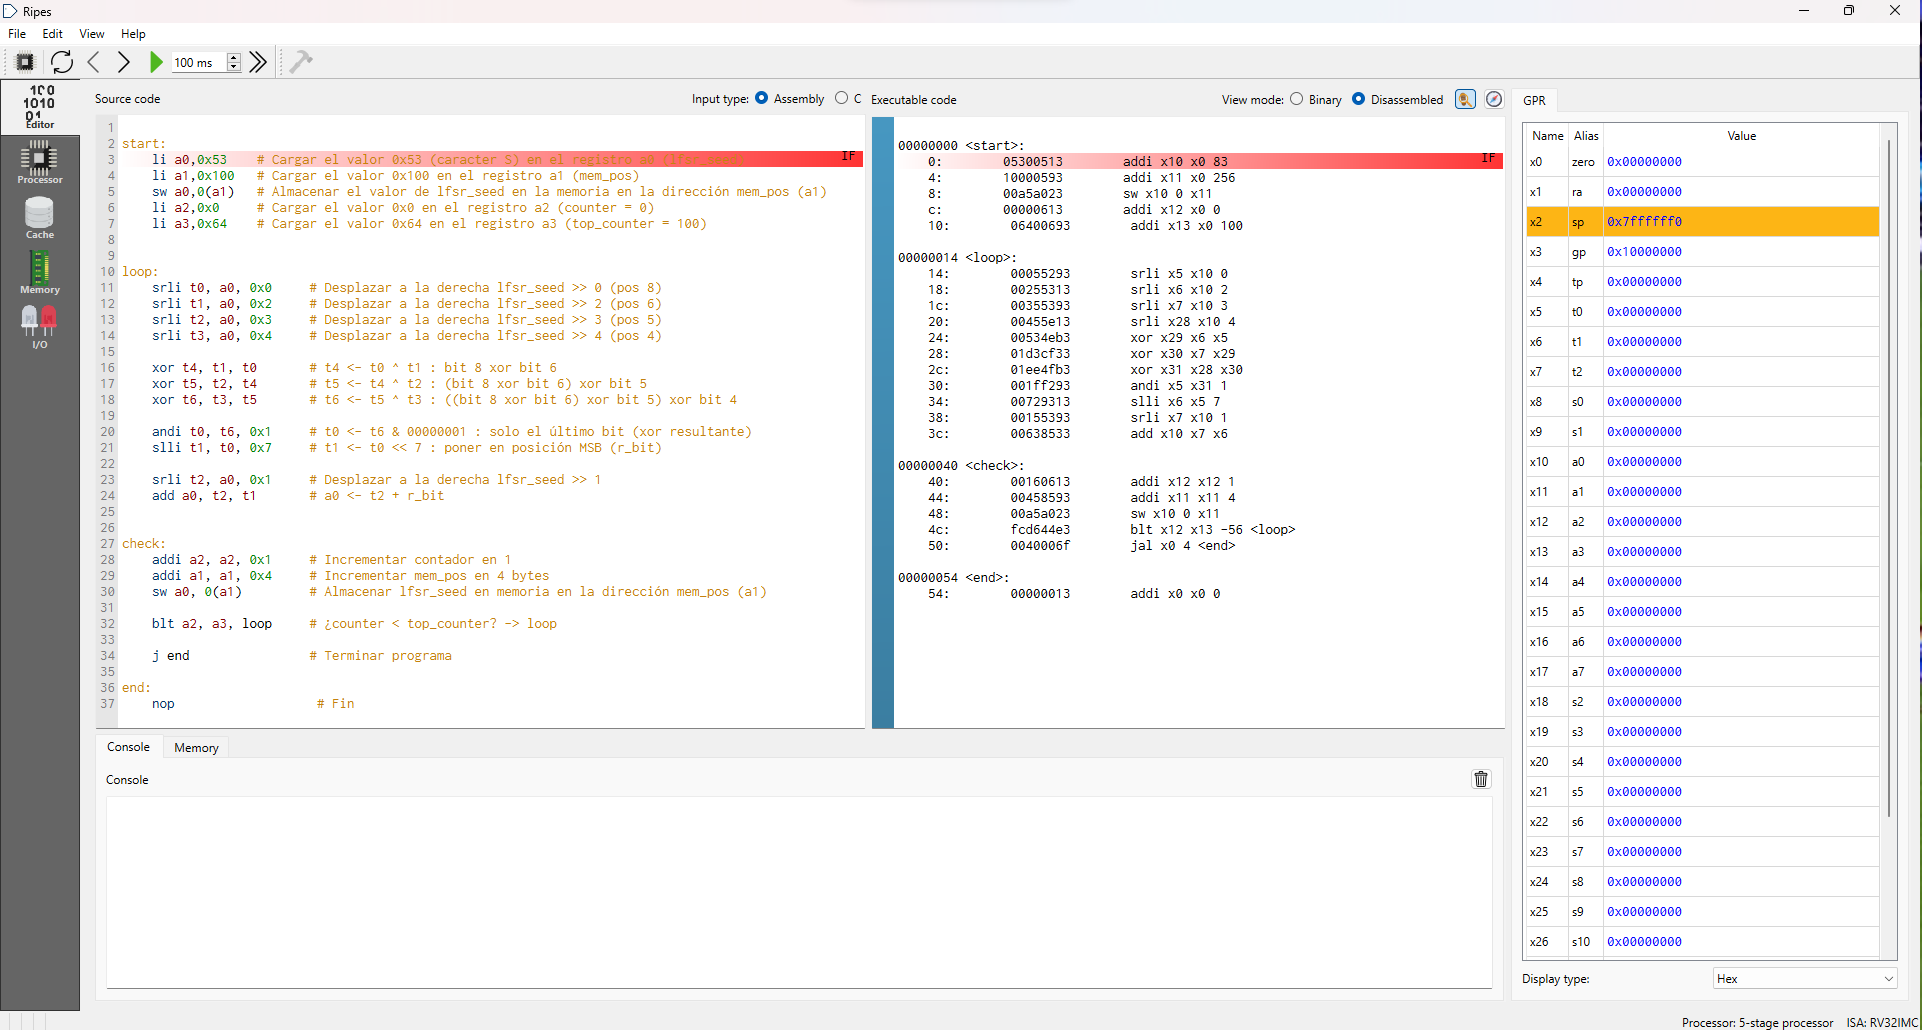 Ripes
File Edit View Help
100 ms
Editor
Processor
Cache
Memory
I/O
Source code
Input type: Assembly C
1
2 start:
3 li a0,0x53 # Cargar el valor 0x53 (caracter S) en el registro a0 (lfsr_seed) IF
4 li a1,0x100 # Cargar el valor 0x100 en el registro a1 (mem_pos)
5 sw a0,0(a1) # Almacenar el valor de lfsr_seed en la memoria en la dirección mem_pos (a1)
6 li a2,0x0 # Cargar el valor 0x0 en el registro a2 (counter = 0)
7 li a3,0x64 # Cargar el valor 0x64 en el registro a3 (top_counter = 100)
8
9
10 loop:
11 srli t0, a0, 0x0 # Desplazar a la derecha lfsr_seed >> 0 (pos 8)
12 srli t1, a0, 0x2 # Desplazar a la derecha lfsr_seed >> 2 (pos 6)
13 srli t2, a0, 0x3 # Desplazar a la derecha lfsr_seed >> 3 (pos 5)
14 srli t3, a0, 0x4 # Desplazar a la derecha lfsr_seed >> 4 (pos 4)
15
16 xor t4, t1, t0 # t4 <- t0 ^ t1 : bit 8 xor bit 6
17 xor t5, t2, t4 # t5 <- t4 ^ t2 : (bit 8 xor bit 6) xor bit 5
18 xor t6, t3, t5 # t6 <- t5 ^ t3 : ((bit 8 xor bit 6) xor bit 5) xor bit 4
19
20 andi t0, t6, 0x1 # t0 <- t6 & 00000001 : solo el último bit (xor resultante)
21 slli t1, t0, 0x7 # t1 <- t0 << 7 : poner en posición MSB (r_bit)
22
23 srli t2, a0, 0x1 # Desplazar a la derecha lfsr_seed >> 1
24 add a0, t2, t1 # a0 <- t2 + r_bit
25
26
27 check:
28 addi a2, a2, 0x1 # Incrementar contador en 1
29 addi a1, a1, 0x4 # Incrementar mem_pos en 4 bytes
30 sw a0, 0(a1) # Almacenar lfsr_seed en memoria en la dirección mem_pos (a1)
31
32 blt a2, a3, loop # ¿counter < top_counter? -> loop
33
34 j end # Terminar programa
35
36 end:
37 nop # Fin
Executable code
View mode: Binary Disassembled
00000000 <start>:
0: 05300513 addi x10 x0 83 IF
4: 10000593 addi x11 x0 256
8: 00a5a023 sw x10 0 x11
c: 00000613 addi x12 x0 0
10: 06400693 addi x13 x0 100
00000014 <loop>:
14: 00055293 srli x5 x10 0
18: 00255313 srli x6 x10 2
1c: 00355393 srli x7 x10 3
20: 00455e13 srli x28 x10 4
24: 00534eb3 xor x29 x6 x5
28: 01d3cf33 xor x30 x7 x29
2c: 01ee4fb3 xor x31 x28 x30
30: 001ff293 andi x5 x31 1
34: 00729313 slli x6 x5 7
38: 00155393 srli x7 x10 1
3c: 00638533 add x10 x7 x6
00000040 <check>:
40: 00160613 addi x12 x12 1
44: 00458593 addi x11 x11 4
48: 00a5a023 sw x10 0 x11
4c: fcd644e3 blt x12 x13 -56 <loop>
50: 0040006f jal x0 4 <end>
00000054 <end>:
54: 00000013 addi x0 x0 0
Console Memory
Console
GPR
Name Alias Value
x0 zero 0x00000000
x1 ra 0x00000000
x2 sp 0x7ffffff0
x3 gp 0x10000000
x4 tp 0x00000000
x5 t0 0x00000000
x6 t1 0x00000000
x7 t2 0x00000000
x8 s0 0x00000000
x9 s1 0x00000000
x10 a0 0x00000000
x11 a1 0x00000000
x12 a2 0x00000000
x13 a3 0x00000000
x14 a4 0x00000000
x15 a5 0x00000000
x16 a6 0x00000000
x17 a7 0x00000000
x18 s2 0x00000000
x19 s3 0x00000000
x20 s4 0x00000000
x21 s5 0x00000000
x22 s6 0x00000000
x23 s7 0x00000000
x24 s8 0x00000000
x25 s9 0x00000000
x26 s10 0x00000000
Display type: Hex
Processor: 5-stage processor ISA: RV32IMC